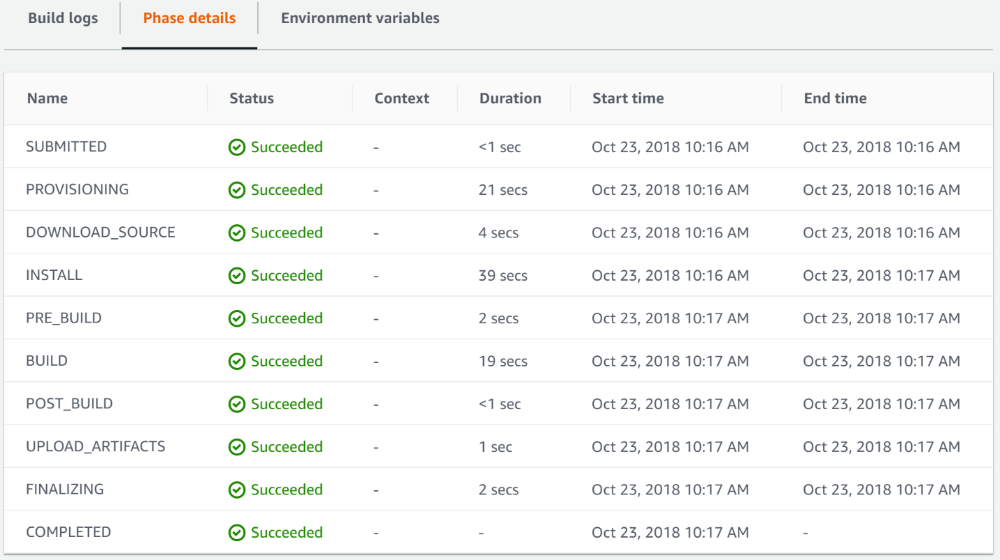 Build logs Phase details Environment variables
Name Status Context Duration Start time End time
SUBMITTED Succeeded - <1 sec Oct 23, 2018 10:16 AM Oct 23, 2018 10:16 AM
PROVISIONING Succeeded - 21 secs Oct 23, 2018 10:16 AM Oct 23, 2018 10:16 AM
DOWNLOAD_SOURCE Succeeded - 4 secs Oct 23, 2018 10:16 AM Oct 23, 2018 10:16 AM
INSTALL Succeeded - 39 secs Oct 23, 2018 10:16 AM Oct 23, 2018 10:17 AM
PRE_BUILD Succeeded - 2 secs Oct 23, 2018 10:17 AM Oct 23, 2018 10:17 AM
BUILD Succeeded - 19 secs Oct 23, 2018 10:17 AM Oct 23, 2018 10:17 AM
POST_BUILD Succeeded - <1 sec Oct 23, 2018 10:17 AM Oct 23, 2018 10:17 AM
UPLOAD_ARTIFACTS Succeeded - 1 sec Oct 23, 2018 10:17 AM Oct 23, 2018 10:17 AM
FINALIZING Succeeded - 2 secs Oct 23, 2018 10:17 AM Oct 23, 2018 10:17 AM
COMPLETED Succeeded - - Oct 23, 2018 10:17 AM -